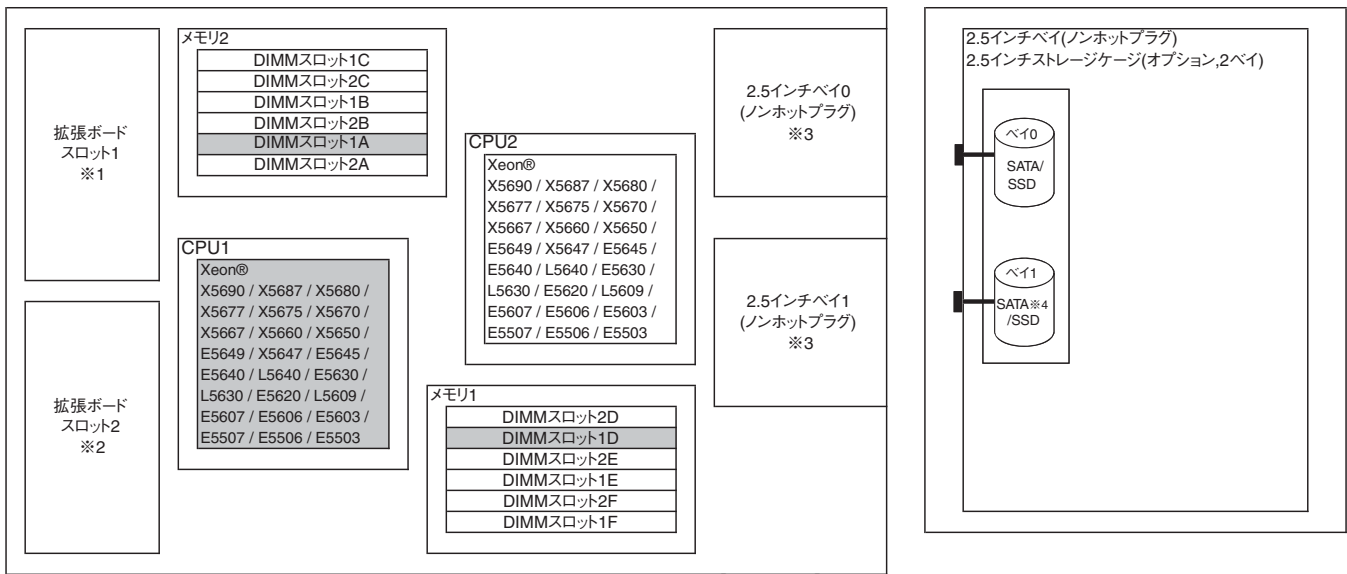 拡張ボード
スロット1
※1
拡張ボード
スロット2
※2
メモリ2
DIMMスロット1C
DIMMスロット2C
DIMMスロット1B
DIMMスロット2B
DIMMスロット1A
DIMMスロット2A
CPU1
Xeon®
X5690 / X5687 / X5680 /
X5677 / X5675 / X5670 /
X5667 / X5660 / X5650 /
E5649 / X5647 / E5645 /
E5640 / L5640 / E5630 /
L5630 / E5620 / L5609 /
E5607 / E5606 / E5603 /
E5507 / E5506 / E5503
CPU2
Xeon®
X5690 / X5687 / X5680 /
X5677 / X5675 / X5670 /
X5667 / X5660 / X5650 /
E5649 / X5647 / E5645 /
E5640 / L5640 / E5630 /
L5630 / E5620 / L5609 /
E5607 / E5606 / E5603 /
E5507 / E5506 / E5503
メモリ1
DIMMスロット2D
DIMMスロット1D
DIMMスロット2E
DIMMスロット1E
DIMMスロット2F
DIMMスロット1F
2.5インチベイ0
(ノンホットプラグ)
※3
2.5インチベイ1
(ノンホットプラグ)
※3
2.5インチベイ(ノンホットプラグ)
2.5インチストレージケージ(オプション,2ベイ)
ベイ0
SATA/
SSD
ベイ1
SATA※4
/SSD